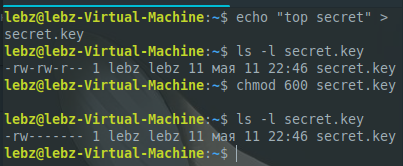 lebz@lebz-Virtual-Machine:~$ echo "top secret" >
secret.key
lebz@lebz-Virtual-Machine:~$ ls -l secret.key
-rw-rw-r-- 1 lebz lebz 11 мая 11 22:46 secret.key
lebz@lebz-Virtual-Machine:~$ chmod 600 secret.key
lebz@lebz-Virtual-Machine:~$ ls -l secret.key
-rw------- 1 lebz lebz 11 мая 11 22:46 secret.key
lebz@lebz-Virtual-Machine:~$